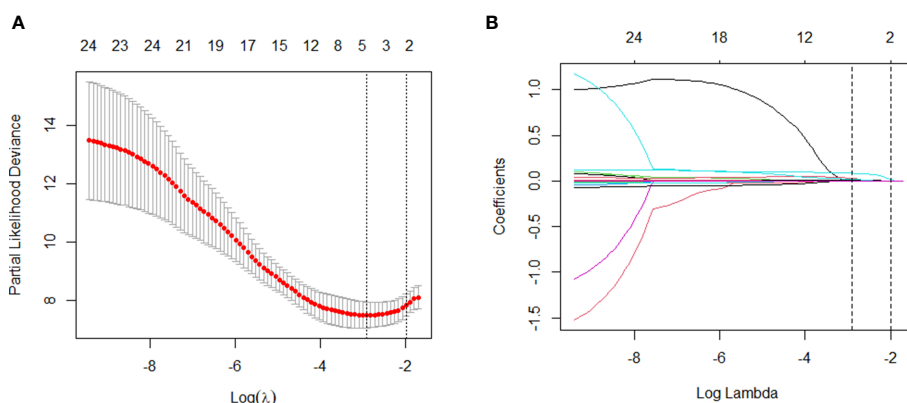 A
24 23 24 21 19 17 15 12 8 5 3 2
Partial Likelihood Deviance
14
12
10
8
-8 -6 -4 -2
Log(λ)
B
24 18 12 2
Coefficients
1.0
0.5
0.0
-0.5
-1.0
-1.5
-8 -6 -4 -2
Log Lambda